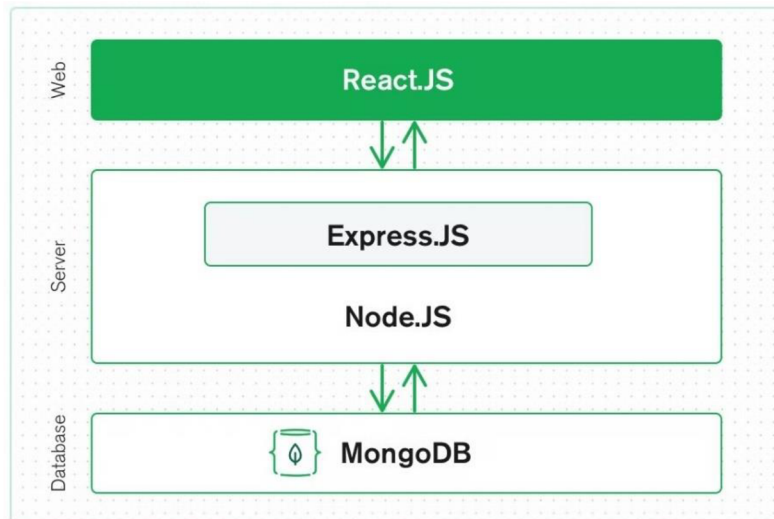 Web
React.JS
Server
Express.JS
Node.JS
Database
MongoDB